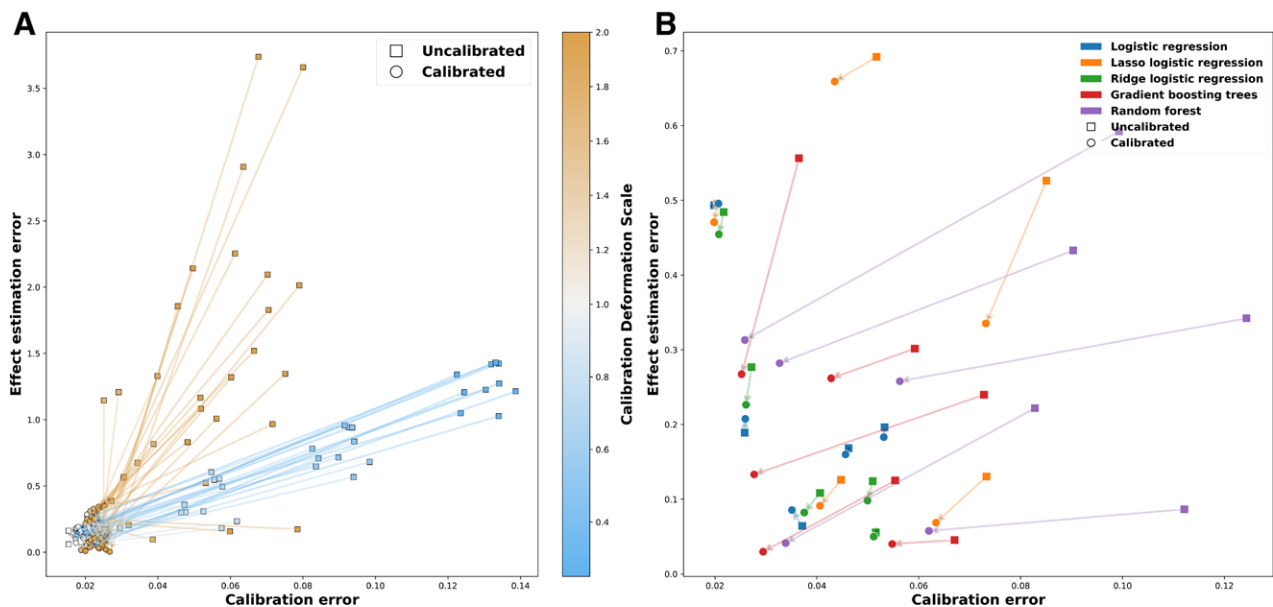 A
Uncalibrated
Calibrated
Effect estimation error
3.5
3.0
2.5
2.0
1.5
1.0
0.5
0.0
0.02
0.04
0.06
0.08
0.10
0.12
0.14
Calibration error
2.0
1.8
1.6
1.4
1.2
1.0
0.8
0.6
0.4
Calibration Deformation Scale
B
Logistic regression
Lasso logistic regression
Ridge logistic regression
Gradient boosting trees
Random forest
Uncalibrated
Calibrated
Effect estimation error
0.7
0.6
0.5
0.4
0.3
0.2
0.1
0.0
0.02
0.04
0.06
0.08
0.10
0.12
Calibration error